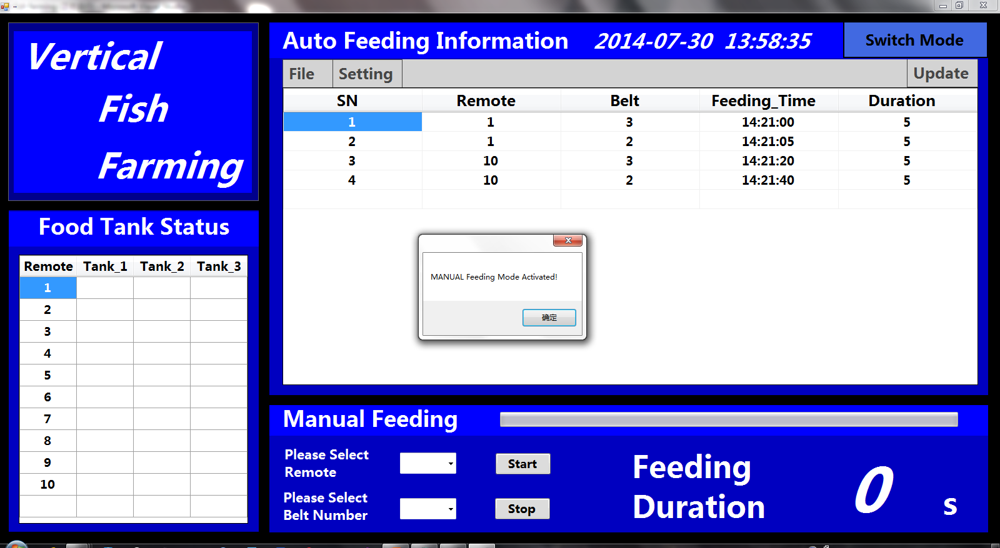 Vertical
Fish
Farming
Food Tank Status
Remote Tank_1 Tank_2 Tank_3
1
2
3
4
5
6
7
8
9
10
Auto Feeding Information 2014-07-30 13:58:35 Switch Mode
File Setting Update
SN Remote Belt Feeding_Time Duration
1 1 3 14:21:00 5
2 1 2 14:21:05 5
3 10 3 14:21:20 5
4 10 2 14:21:40 5
MANUAL Feeding Mode Activated!
确定
Manual Feeding
Please Select
Remote
Start
Please Select
Belt Number
Stop
Feeding
Duration
0 s